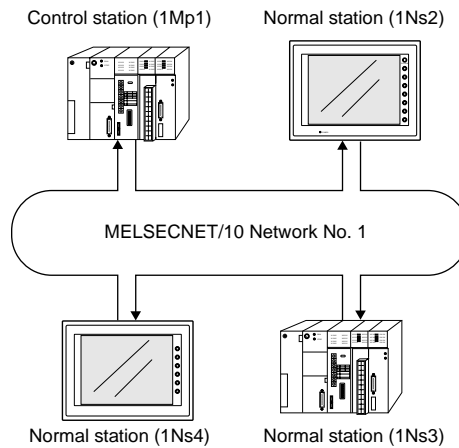 Control station (1Mp1)
Normal station (1Ns2)
MELSECNET/10 Network No. 1
Normal station (1Ns4)
Normal station (1Ns3)